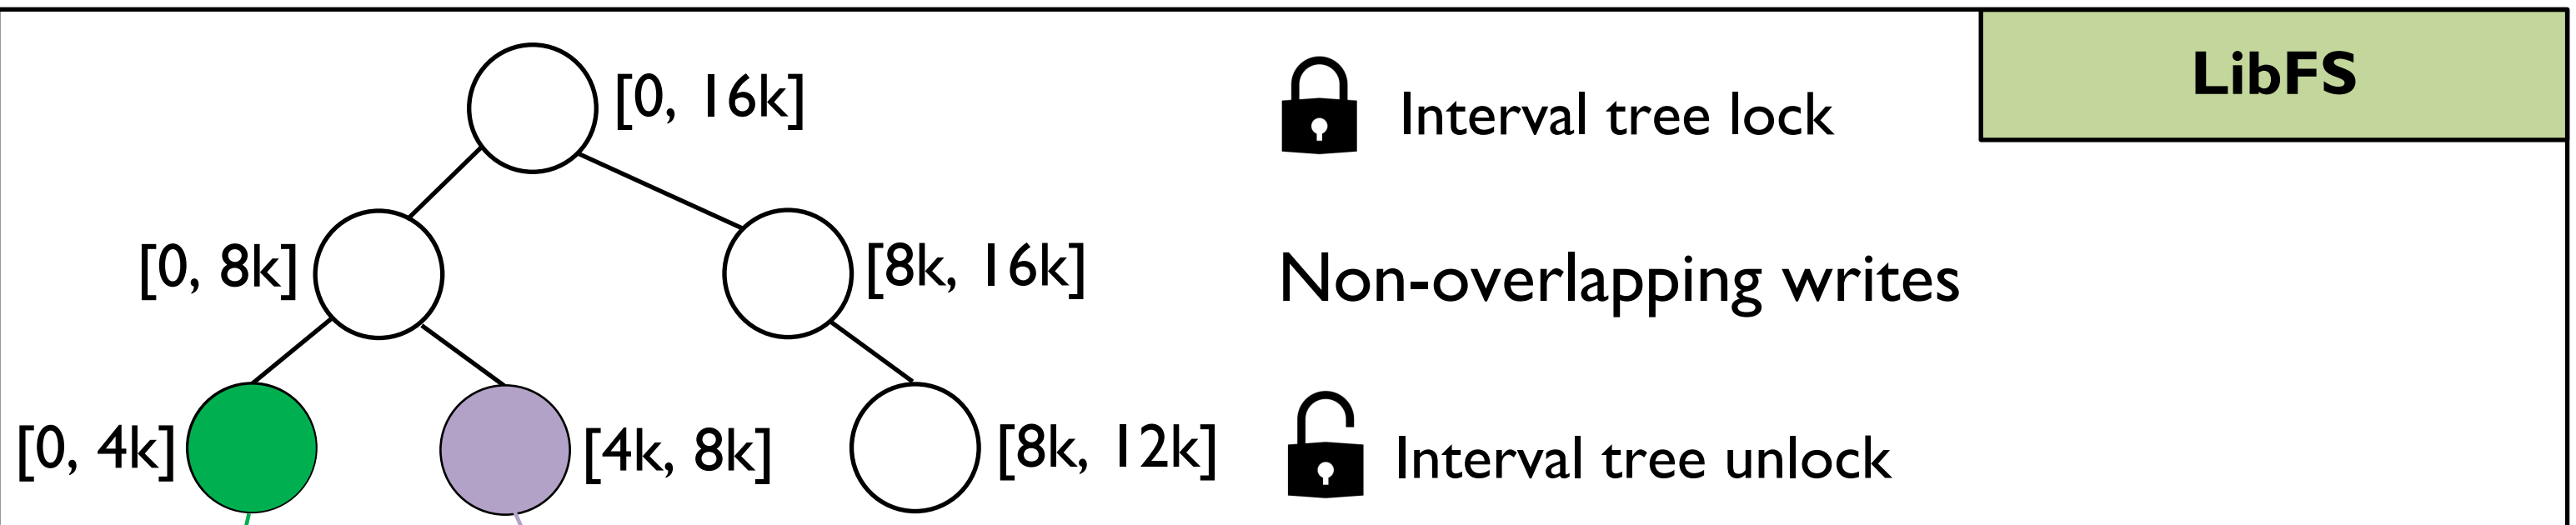 [0, 16k]
Interval tree lock
LibFS
[0, 8k]
[8k, 16k]
Non-overlapping writes
[0, 4k]
[4k, 8k]
[8k, 12k]
Interval tree unlock